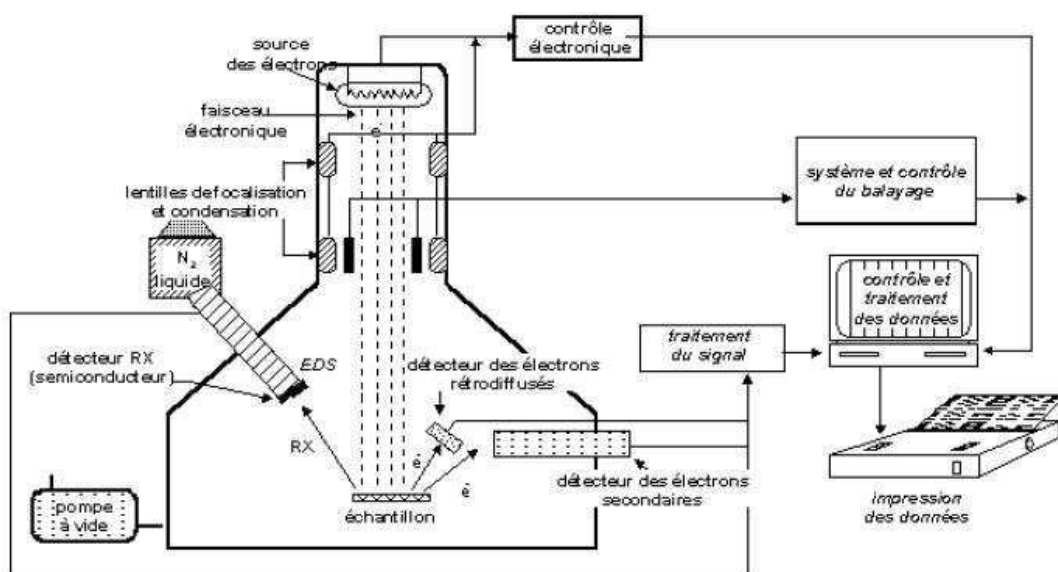 contrôle
électronique
source
des électrons
faisceau
électronique
e
système et contrôle
du balayage
lentilles defocalisation
et condensation
N2
liquide
contrôle et
traitement
des données
traitement
du signal
détecteur RX
(semiconducteur)
EDS
détecteur des électrons
rétrodiffusés
RX
e-
e-
détecteur des électrons
secondaires
échantillon
pompe
à vide
impression
des données